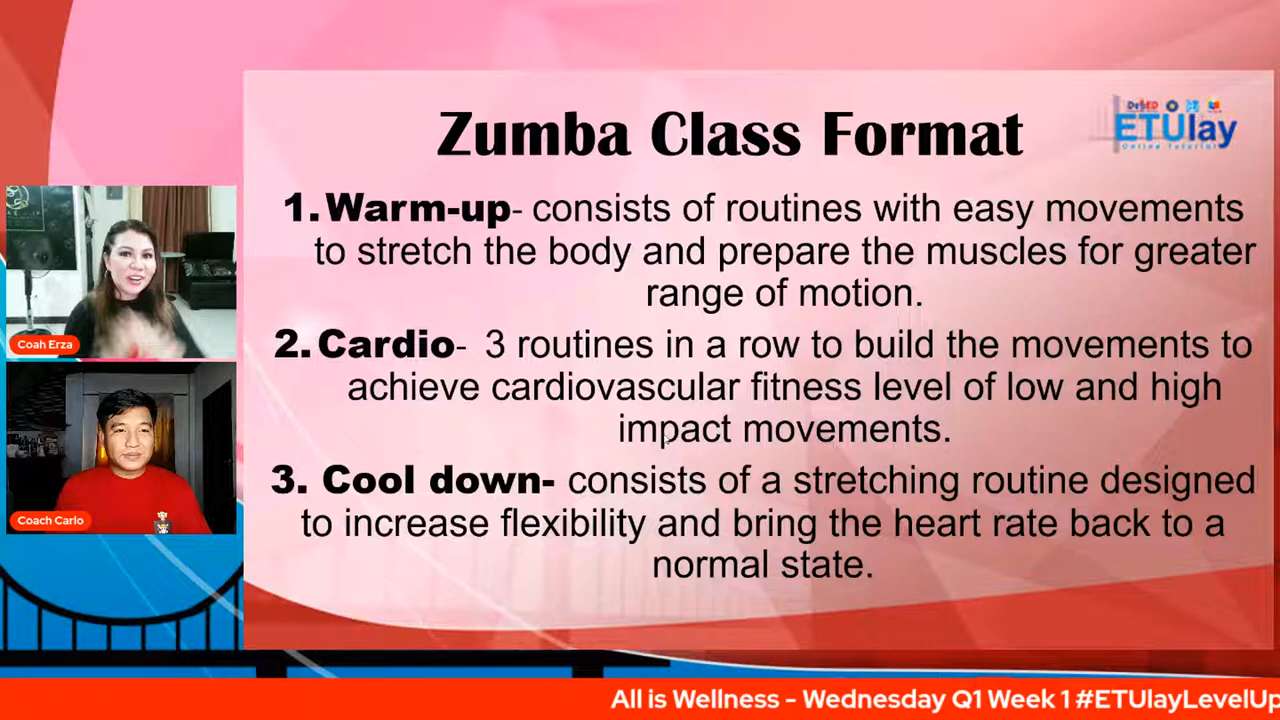 Zumba Class Format
DepED
ETUlay
Online Tutorial
1. Warm-up- consists of routines with easy movements
to stretch the body and prepare the muscles for greater
range of motion.
2. Cardio- 3 routines in a row to build the movements to
achieve cardiovascular fitness level of low and high
impact movements.
3. Cool down- consists of a stretching routine designed
to increase flexibility and bring the heart rate back to a
normal state.
Coah Erza
Coach Carlo
All is Wellness - Wednesday Q1 Week 1 #ETUlayLevelUp